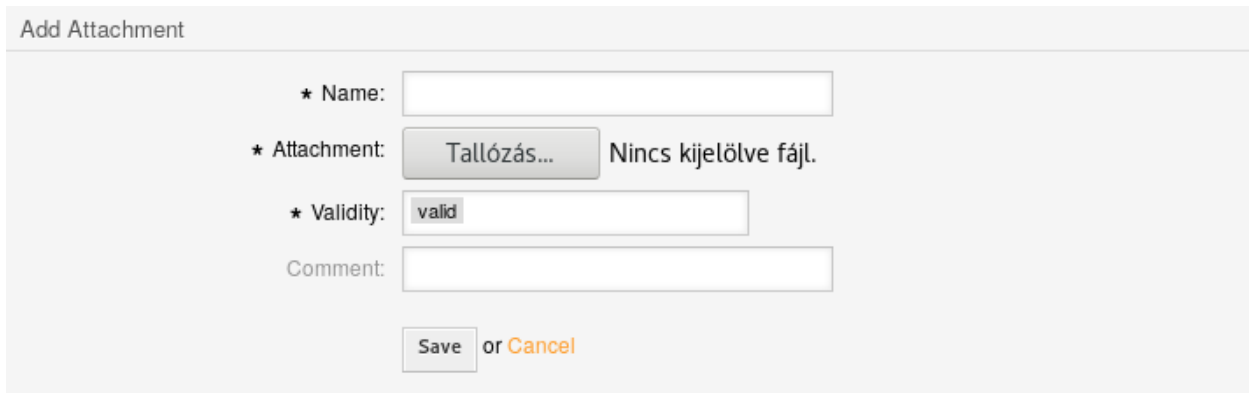 Add Attachment
* Name:
* Attachment: Tallózás... Nincs kijelölve fájl.
* Validity: valid
Comment:
Save or Cancel